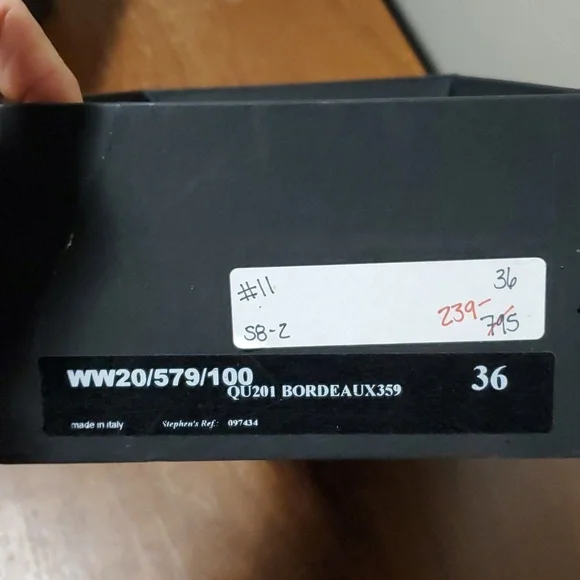 #11 36
S8-2 239- 795
WW20/579/100
QU201 BORDEAUX359 36
made in italy Stephen's Ref: 097434